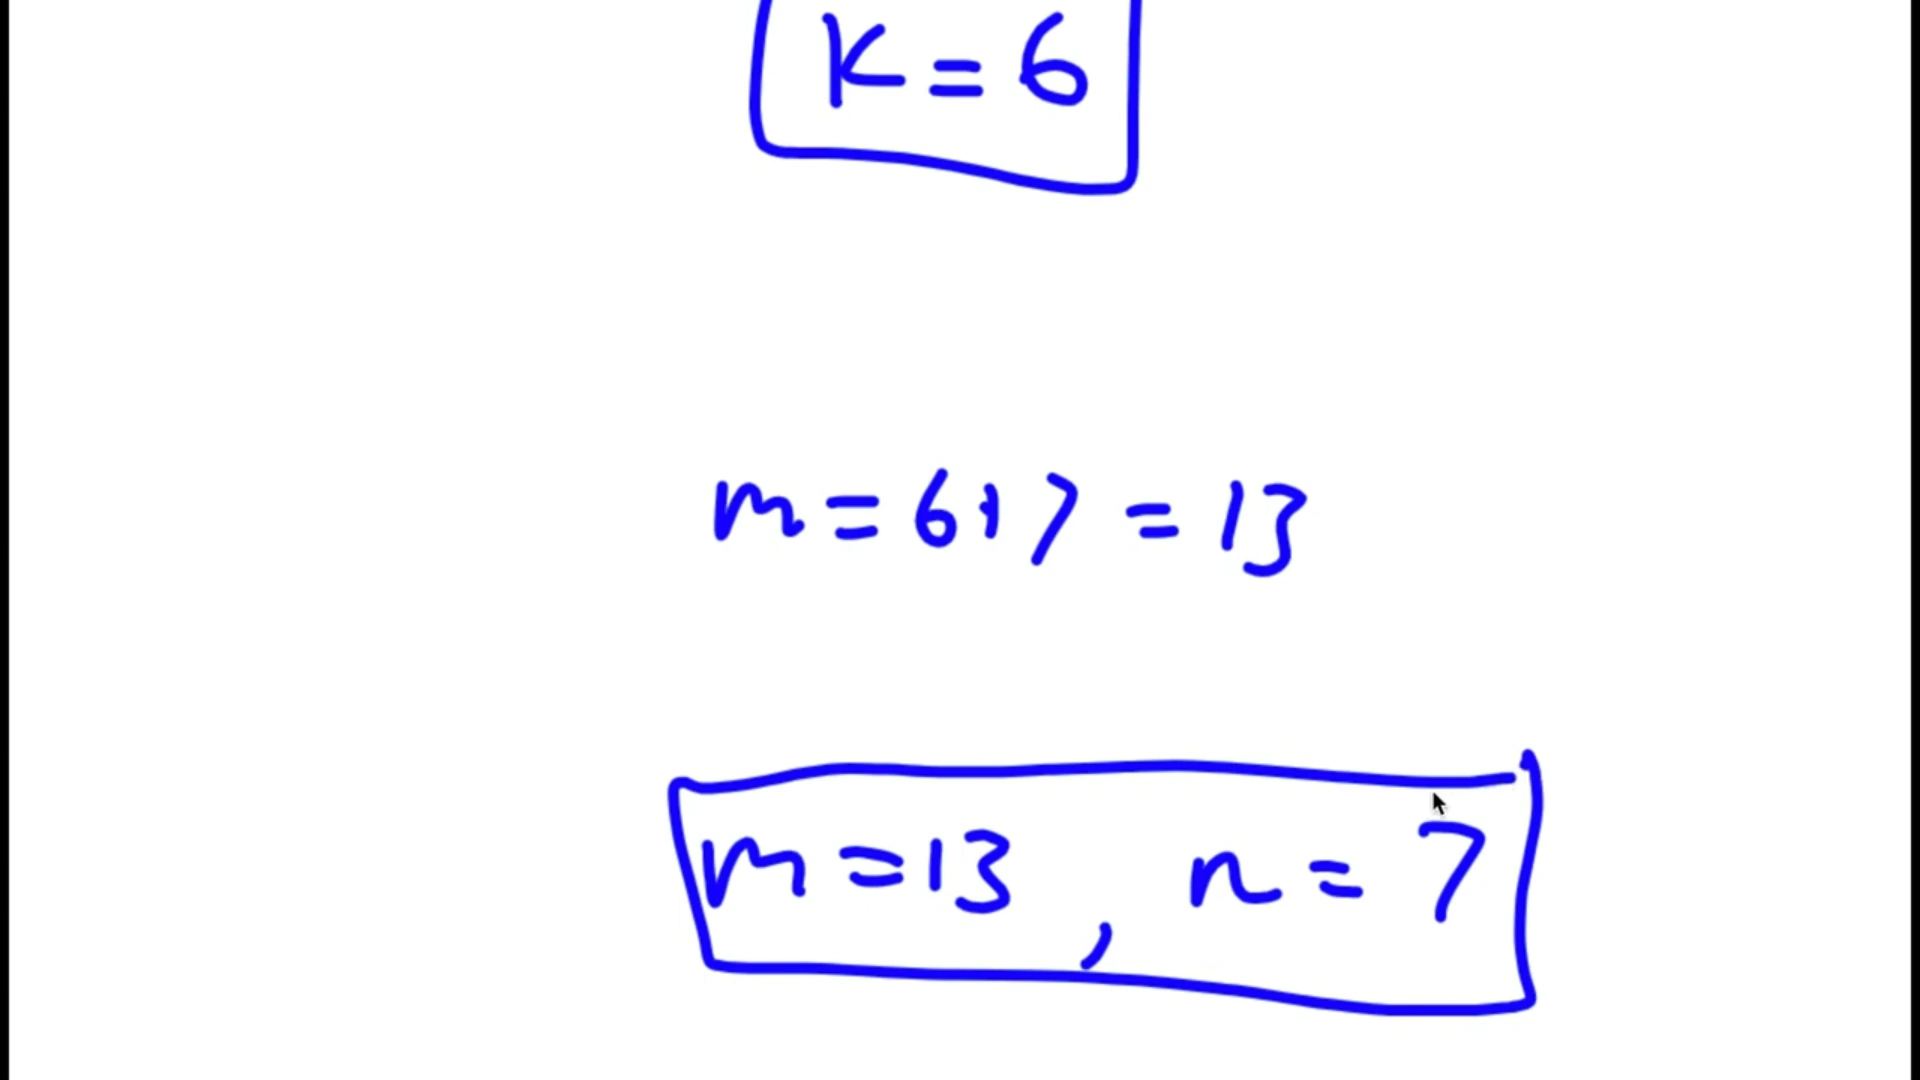 K = 6
m = 6+7 = 13
m = 13 , n = 7